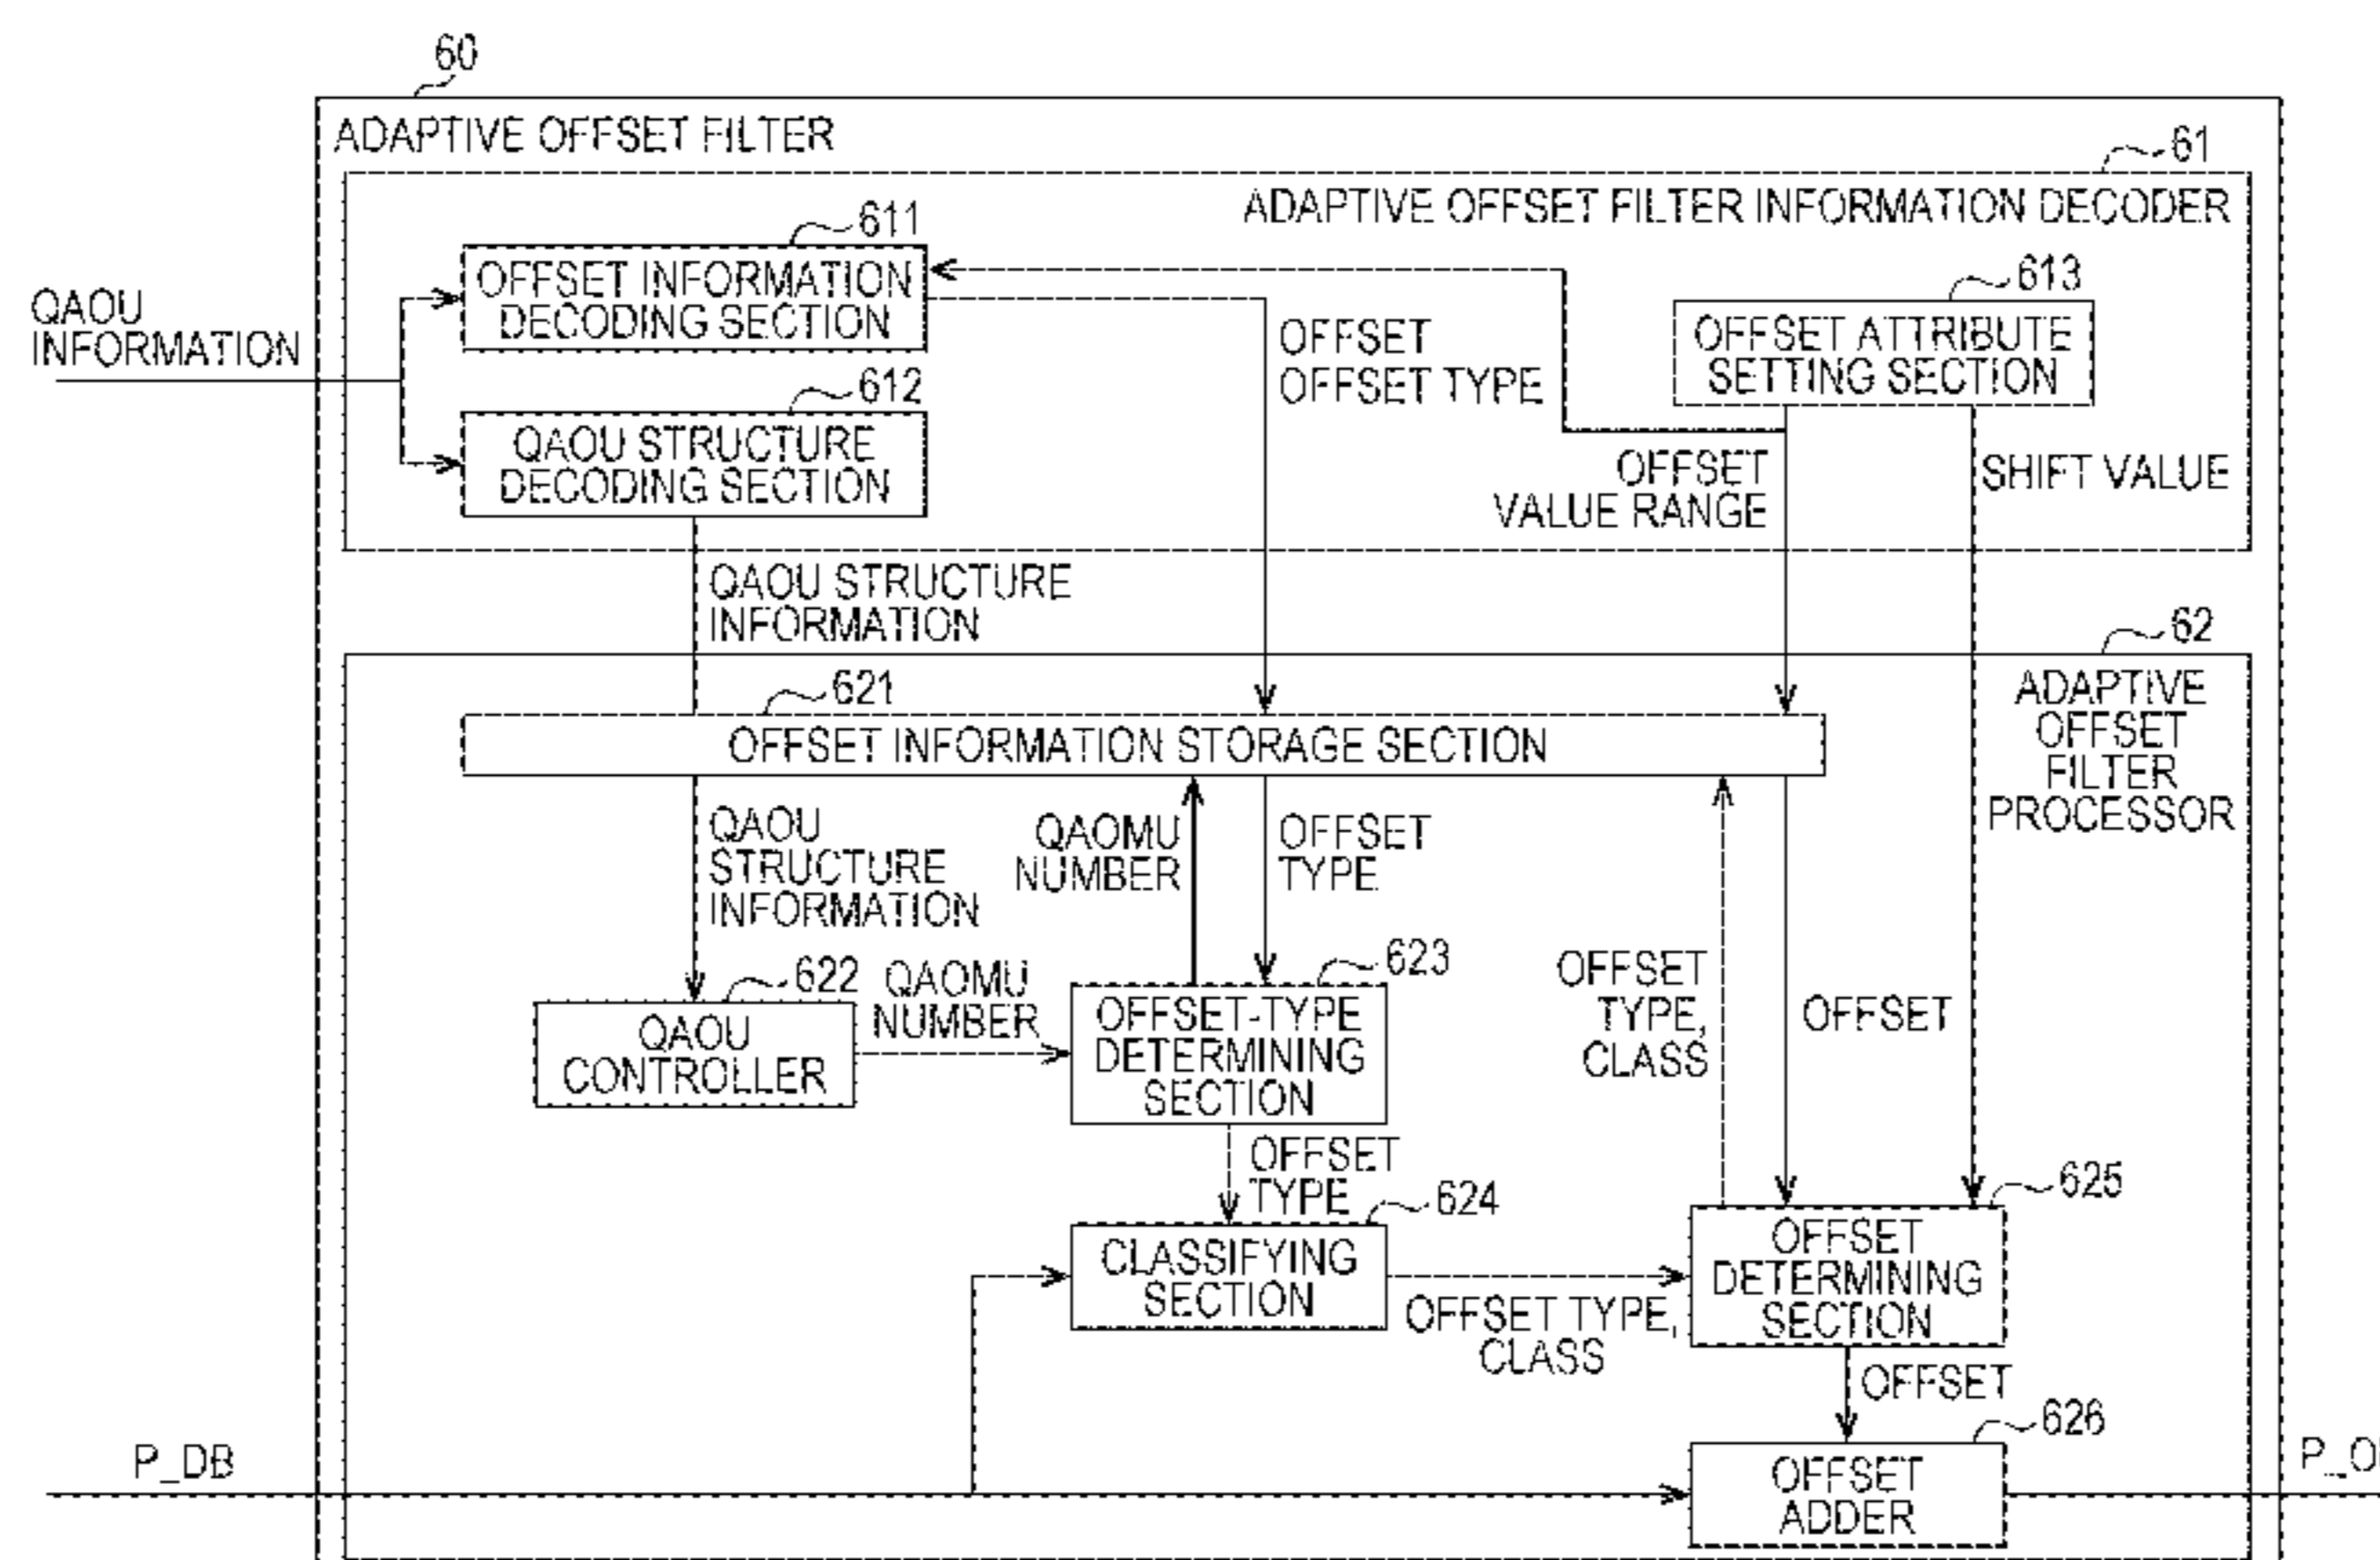 60
ADAPTIVE OFFSET FILTER
61
ADAPTIVE OFFSET FILTER INFORMATION DECODER
611
OFFSET INFORMATION
DECODING SECTION
613
OFFSET ATTRIBUTE
SETTING SECTION
QAOU
INFORMATION
OFFSET
OFFSET TYPE
612
QAOU STRUCTURE
DECODING SECTION
OFFSET
VALUE RANGE
SHIFT VALUE
QAOU STRUCTURE
INFORMATION
62
ADAPTIVE
OFFSET
FILTER
PROCESSOR
621
OFFSET INFORMATION STORAGE SECTION
QAOU
STRUCTURE
INFORMATION
QAOMU
NUMBER
OFFSET
TYPE
622
QAOU
CONTROLLER
QAOMU
NUMBER
623
OFFSET-TYPE
DETERMINING
SECTION
OFFSET
TYPE,
CLASS
OFFSET
OFFSET
TYPE
624
CLASSIFYING
SECTION
OFFSET TYPE,
CLASS
625
OFFSET
DETERMINING
SECTION
OFFSET
626
OFFSET
ADDER
P_DB